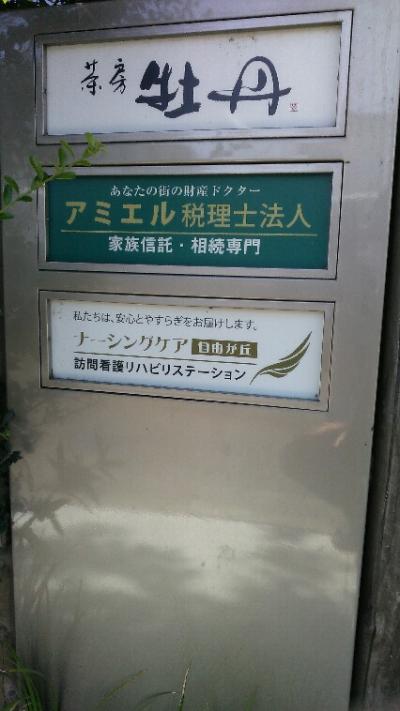 茶房 牡丹
あなたの街の財産ドクター
アミエル税理士法人
家族信託・相続専門
私たちは、安心とやすらぎをお届けします。
ナーシングケア 自由が丘
訪問看護リハビリステーション